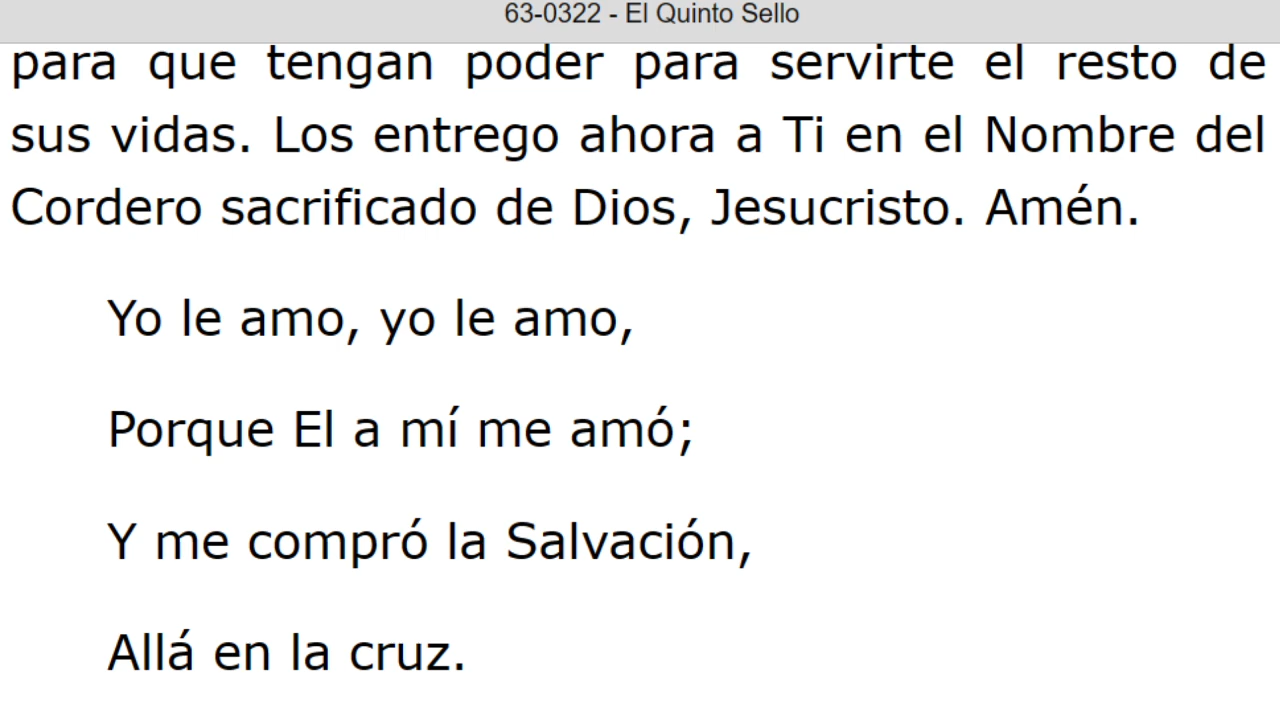 63-0322 - El Quinto Sello
para que tengan poder para servirte el resto de
sus vidas. Los entrego ahora a Ti en el Nombre del
Cordero sacrificado de Dios, Jesucristo. Amén.
Yo le amo, yo le amo,
Porque El a mí me amó;
Y me compró la Salvación,
Allá en la cruz.